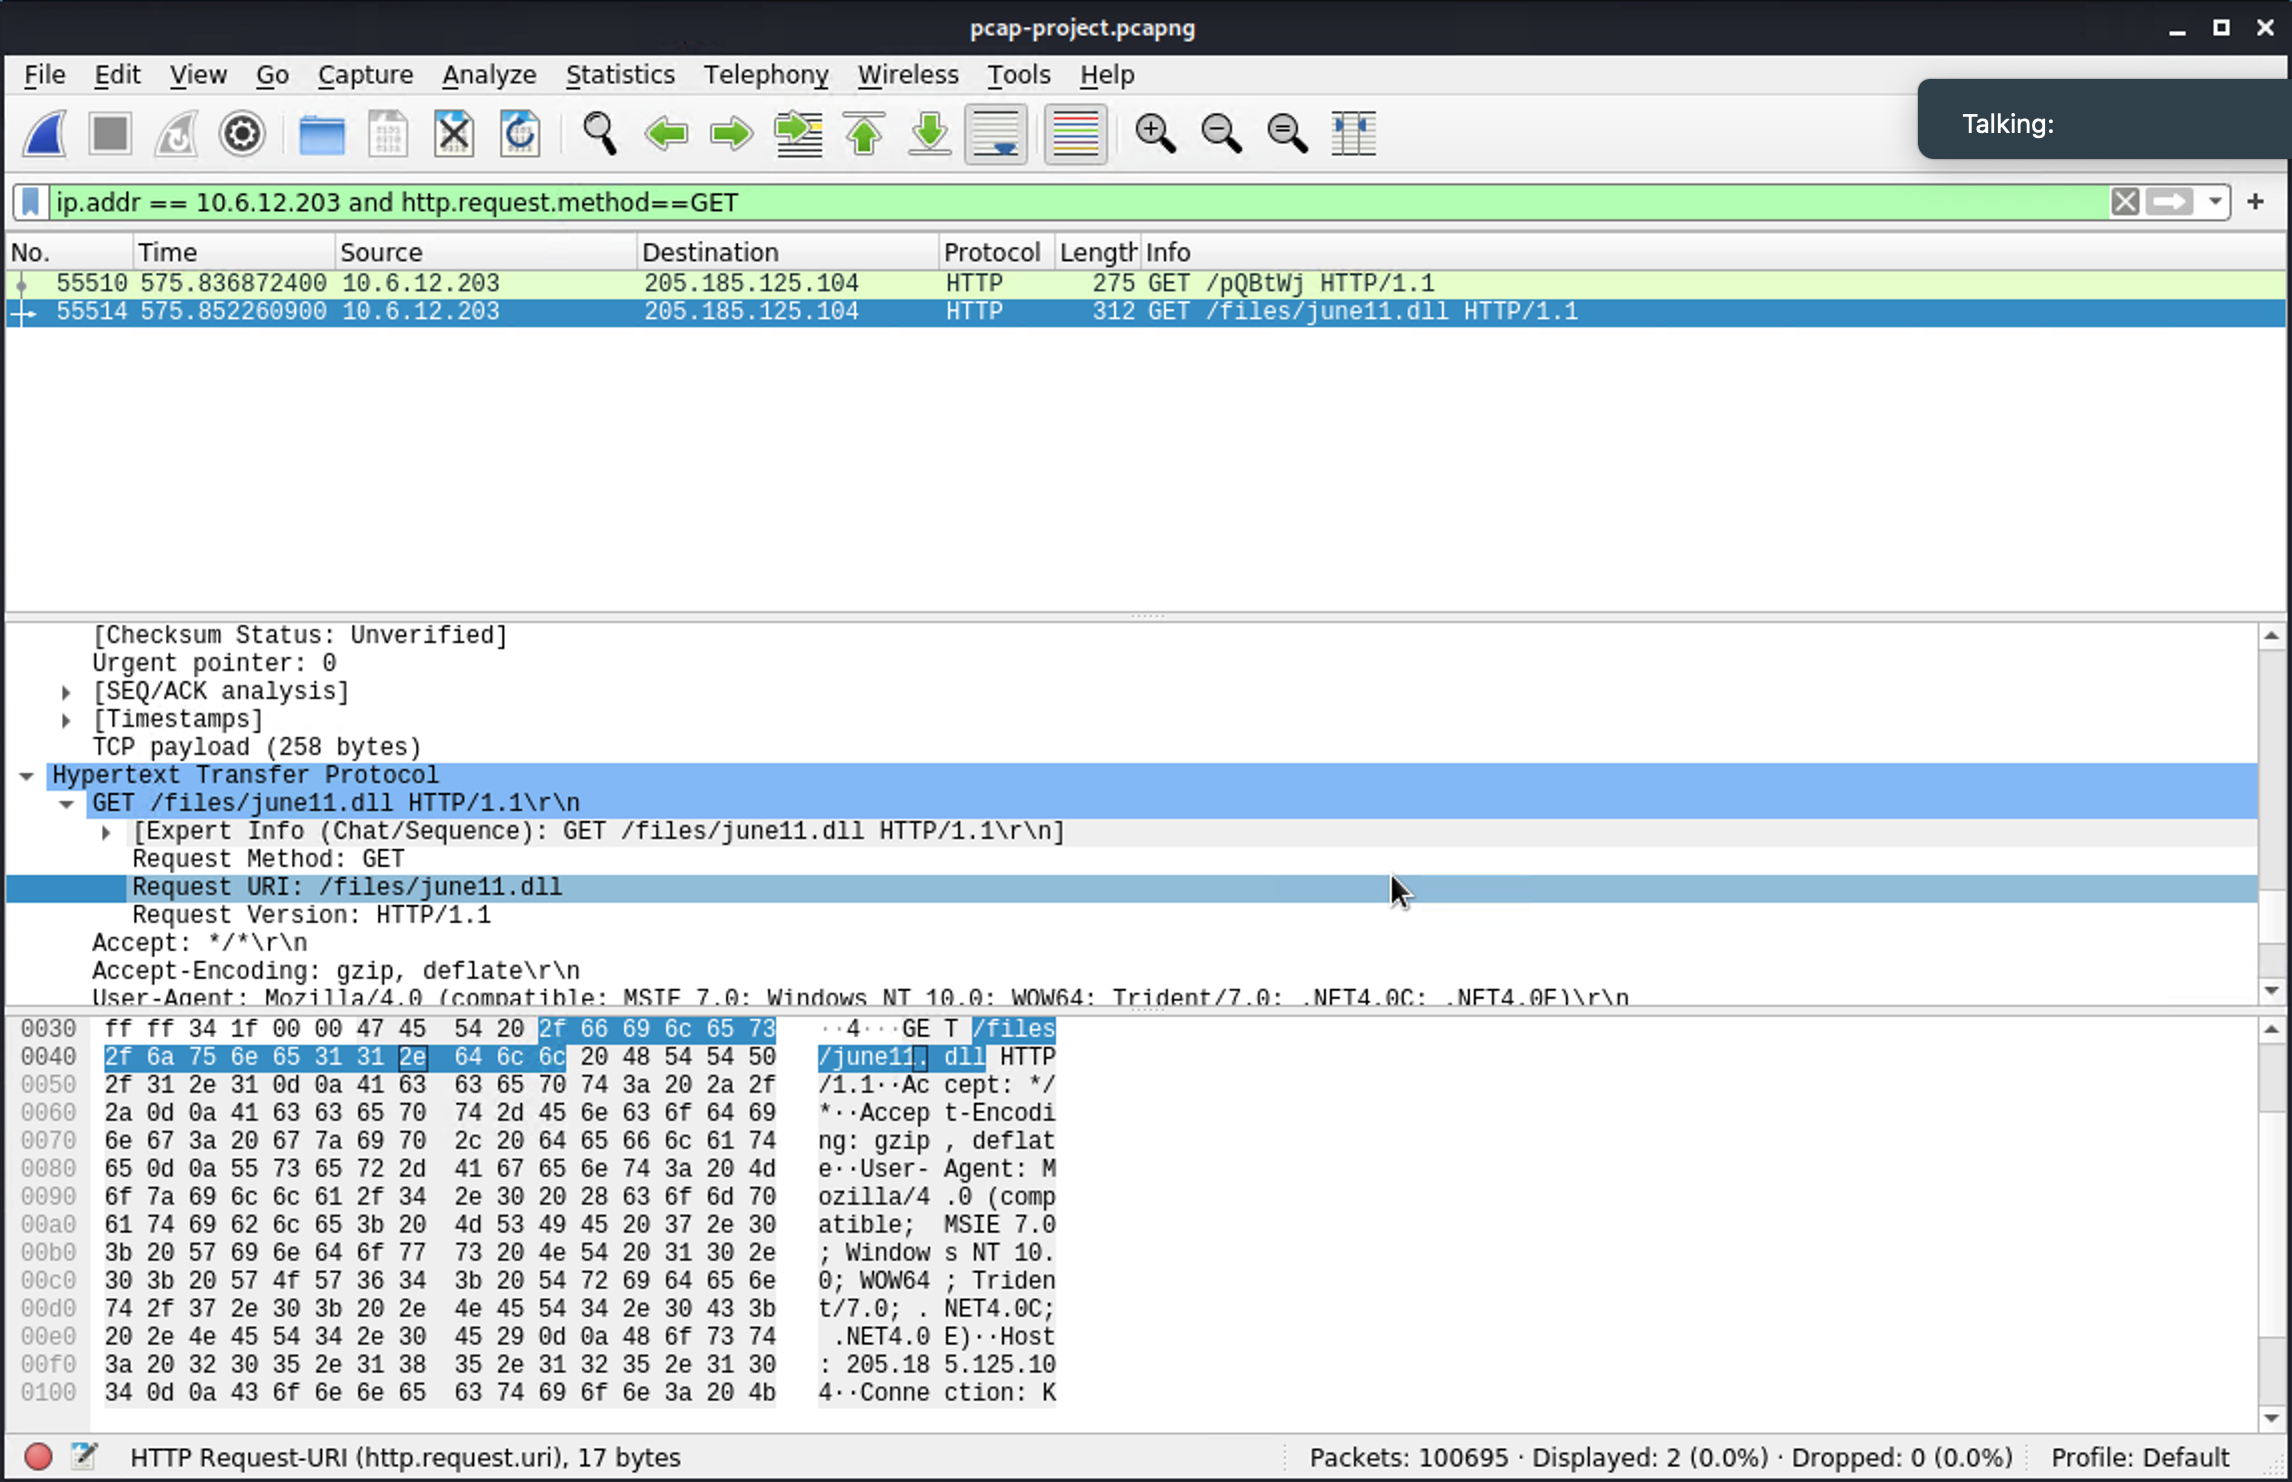 pcap-project.pcapng
File Edit View Go Capture Analyze Statistics Telephony Wireless Tools Help
Talking:
ip.addr == 10.6.12.203 and http.request.method==GET
No. Time Source Destination Protocol Length Info
55510 575.836872400 10.6.12.203 205.185.125.104 HTTP 275 GET /pQBtWj HTTP/1.1
55514 575.852260900 10.6.12.203 205.185.125.104 HTTP 312 GET /files/june11.dll HTTP/1.1
[Checksum Status: Unverified]
Urgent pointer: 0
[SEQ/ACK analysis]
[Timestamps]
TCP payload (258 bytes)
Hypertext Transfer Protocol
GET /files/june11.dll HTTP/1.1\r\n
[Expert Info (Chat/Sequence): GET /files/june11.dll HTTP/1.1\r\n]
Request Method: GET
Request URI: /files/june11.dll
Request Version: HTTP/1.1
Accept: */*\r\n
Accept-Encoding: gzip, deflate\r\n
User-Agent: Mozilla/4.0 (compatible; MSIE 7.0; Windows NT 10.0; WOW64; Trident/7.0; .NET4.0C; .NET4.0E)\r\n
0030 ff ff 34 1f 00 00 47 45 54 20 2f 66 69 6c 65 73 ··4···GE T /files
0040 2f 6a 75 6e 65 31 31 2e 64 6c 6c 20 48 54 54 50 /june11. dll HTTP
0050 2f 31 2e 31 0d 0a 41 63 63 65 70 74 3a 20 2a 2f /1.1··Ac cept: */
0060 2a 0d 0a 41 63 63 65 70 74 2d 45 6e 63 6f 64 69 *··Accep t-Encodi
0070 6e 67 3a 20 67 7a 69 70 2c 20 64 65 66 6c 61 74 ng: gzip , deflat
0080 65 0d 0a 55 73 65 72 2d 41 67 65 6e 74 3a 20 4d e··User- Agent: M
0090 6f 7a 69 6c 6c 61 2f 34 2e 30 20 28 63 6f 6d 70 ozilla/4 .0 (comp
00a0 61 74 69 62 6c 65 3b 20 4d 53 49 45 20 37 2e 30 atible; MSIE 7.0
00b0 3b 20 57 69 6e 64 6f 77 73 20 4e 54 20 31 30 2e ; Window s NT 10.
00c0 30 3b 20 57 4f 57 36 34 3b 20 54 72 69 64 65 6e 0; WOW64 ; Triden
00d0 74 2f 37 2e 30 3b 20 2e 4e 45 54 34 2e 30 43 3b t/7.0; . NET4.0C;
00e0 20 2e 4e 45 54 34 2e 30 45 29 0d 0a 48 6f 73 74 .NET4.0 E)··Host
00f0 3a 20 32 30 35 2e 31 38 35 2e 31 32 35 2e 31 30 : 205.18 5.125.10
0100 34 0d 0a 43 6f 6e 6e 65 63 74 69 6f 6e 3a 20 4b 4··Conne ction: K
HTTP Request-URI (http.request.uri), 17 bytes Packets: 100695 · Displayed: 2 (0.0%) · Dropped: 0 (0.0%) Profile: Default